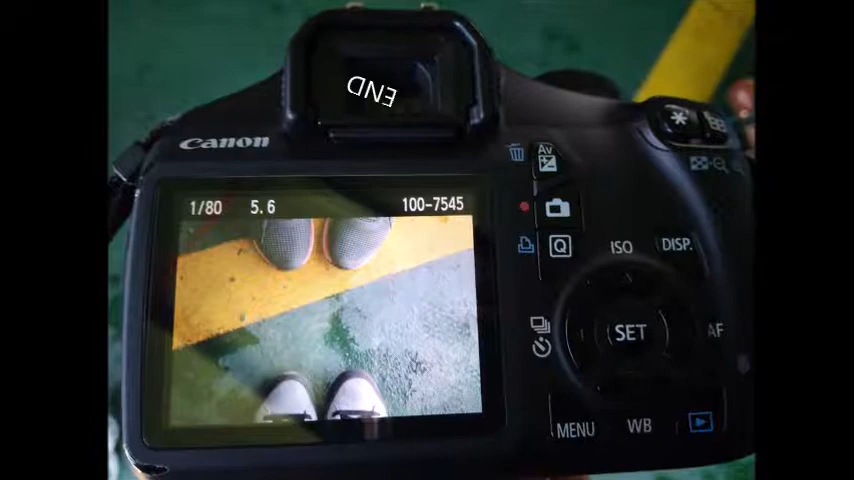 END
Canon
1/80 5.6 100-7545
Av
Q
ISO DISP.
SET
AF
MENU WB